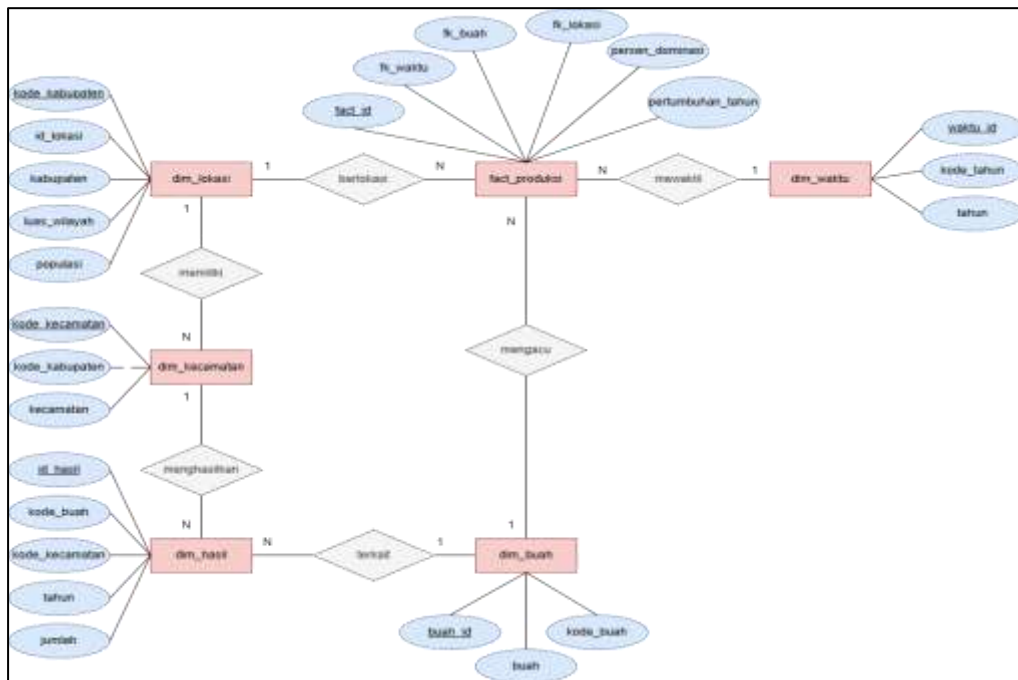 fk_buah
fk_lokasi
fk_waktu
persen_dominasi
fact_id
pertumbuhan_tahun
kode_kabupaten
id_lokasi
kabupaten
luas_wilayah
populasi
dim_lokasi
1
berlokasi
N
fact_produksi
N
mewakili
1
dim_waktu
waktu_id
kode_tahun
tahun
1
N
memiliki
N
kode_kecamatan
kode_kabupaten
kecamatan
dim_kecamatan
1
mengacu
menghasilkan
id_hasil
kode_buah
kode_kecamatan
tahun
jumlah
N
1
dim_hasil
N
terkait
1
dim_buah
buah_id
buah
kode_buah